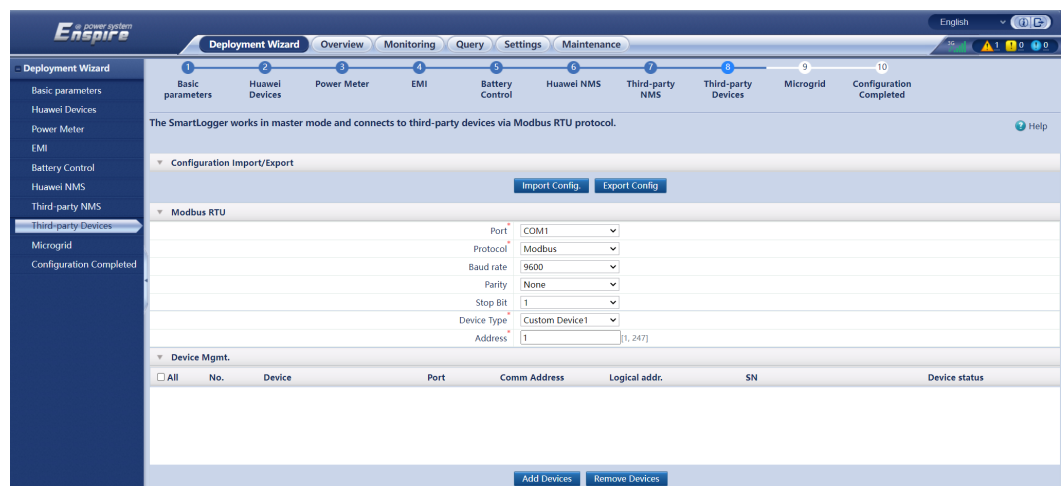 e power system
Enspire
English
Deployment Wizard Overview Monitoring Query Settings Maintenance
3G 1 0 0
Deployment Wizard
Basic parameters
Huawei Devices
Power Meter
EMI
Battery Control
Huawei NMS
Third-party NMS
Third-party Devices
Microgrid
Configuration Completed
1 2 3 4 5 6 7 8 9 10
Basic parameters
Huawei Devices
Power Meter
EMI
Battery Control
Huawei NMS
Third-party NMS
Third-party Devices
Microgrid
Configuration Completed
The SmartLogger works in master mode and connects to third-party devices via Modbus RTU protocol.
Help
Configuration Import/Export
Import Config. Export Config
Modbus RTU
Port* COM1
Protocol* Modbus
Baud rate 9600
Parity None
Stop Bit 1
Device Type* Custom Device1
Address* 1 [1, 247]
Device Mgmt.
All No. Device Port Comm Address Logical addr. SN Device status
Add Devices Remove Devices